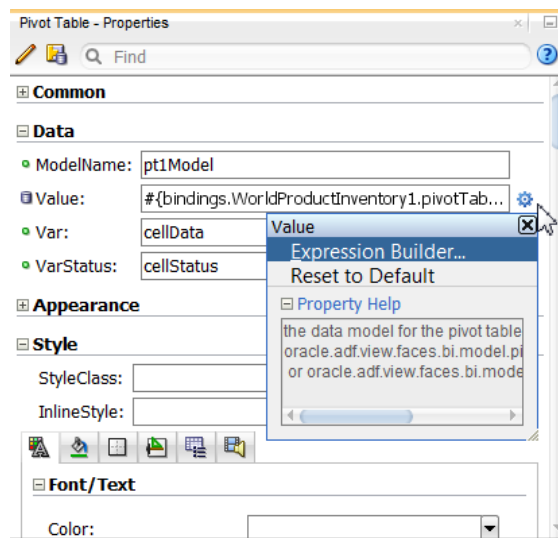 Pivot Table - Properties
Find
Common
Data
ModelName: pt1Model
Value: #{bindings.WorldProductInventory1.pivotTab...
Var: cellData
VarStatus: cellStatus
Value
Expression Builder...
Reset to Default
Property Help
the data model for the pivot table
oracle.adf.view.faces.bi.model.pi
or oracle.adf.view.faces.bi.mode
Appearance
Style
StyleClass:
InlineStyle:
Font/Text
Color: